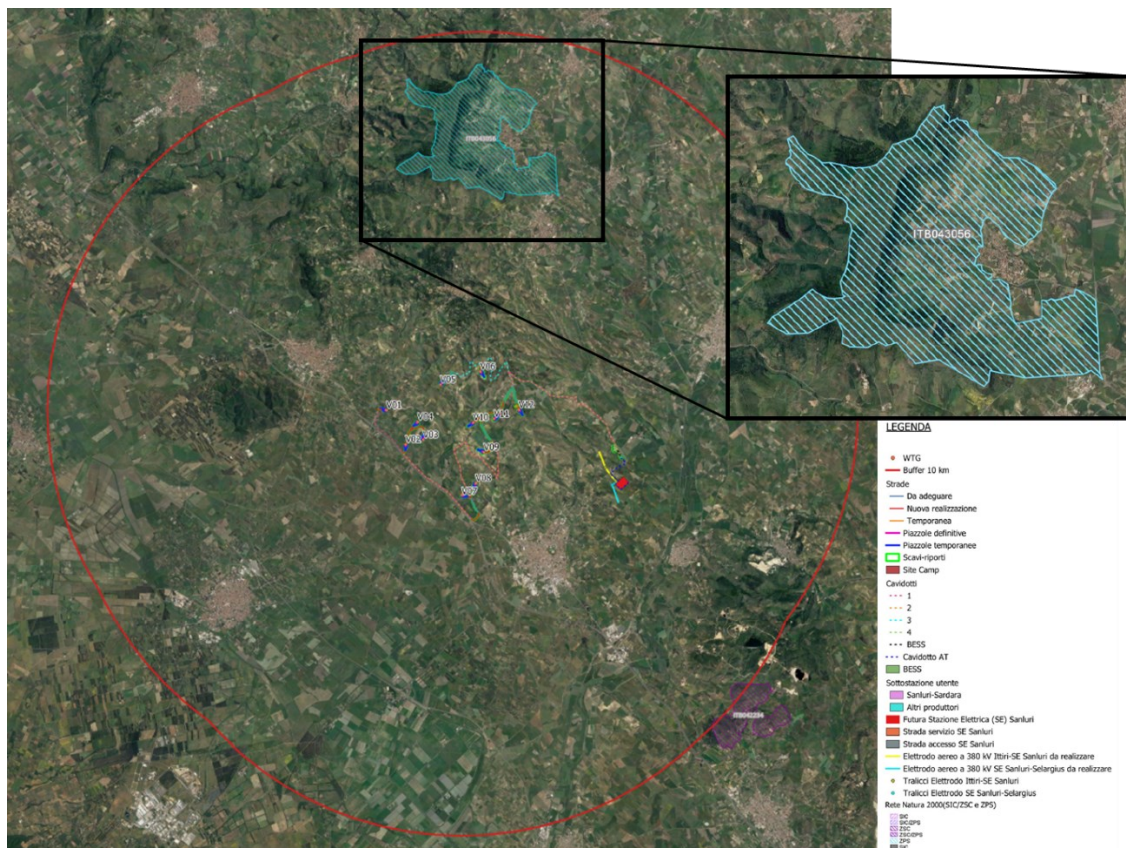 ITB043056
ITB043056
V06
V05
V01
V04
V03
V02
V10
V11
V12
V09
V08
V07
LEGENDA
WTG
Buffer 10 km
Strade
Da adeguare
Nuova realizzazione
Temporanea
Piazzole definitive
Piazzole temporanee
Scavi-riporti
Site Camp
Cavidotti
1
2
3
4
BESS
Cavidotto AT
BESS
Sottostazione utente
Sanluri-Sardara
Altri produttori
Futura Stazione Elettrica (SE) Sanluri
Strada servizio SE Sanluri
Strada accesso SE Sanluri
Elettrodo aereo a 380 kV Ittiri-SE Sanluri da realizzare
Elettrodo aereo a 380 kV SE Sanluri-Selargius da realizzare
Tralicci Elettrodo Ittiri-SE Sanluri
Tralicci Elettrodo SE Sanluri-Selargius
Rete Natura 2000(SIC/ZSC e ZPS)
SIC
SIC/ZPS
ZSC
ZSC/ZPS
ZPS